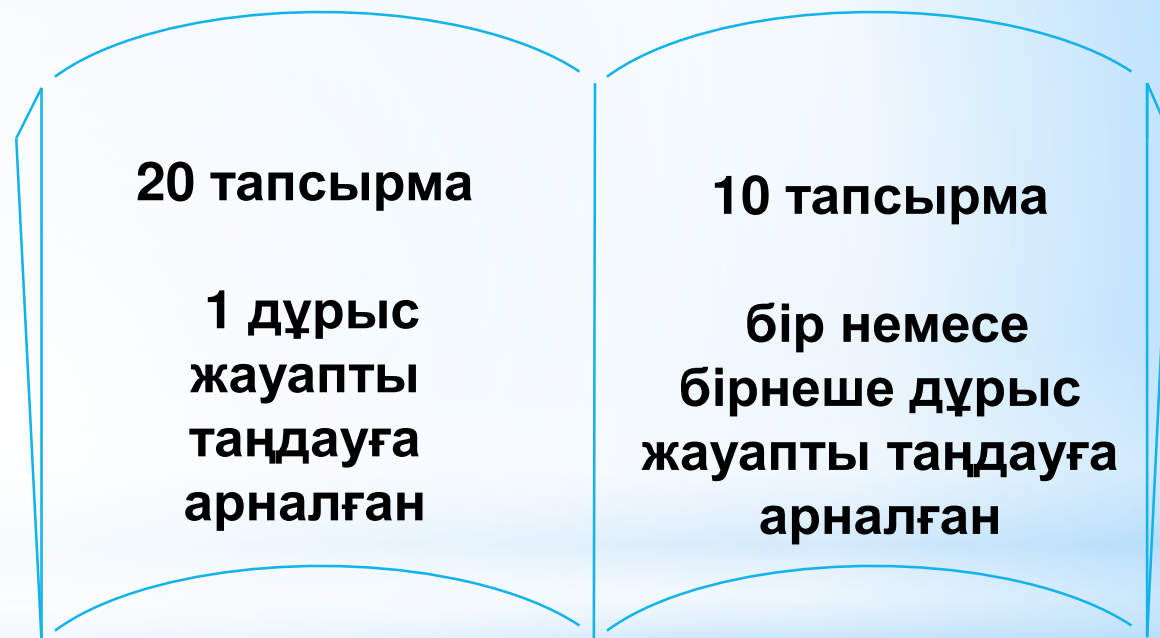 20 тапсырма
1 дұрыс
жауапты
таңдауға
арналған
10 тапсырма
бір немесе
бірнеше дұрыс
жауапты таңдауға
арналған